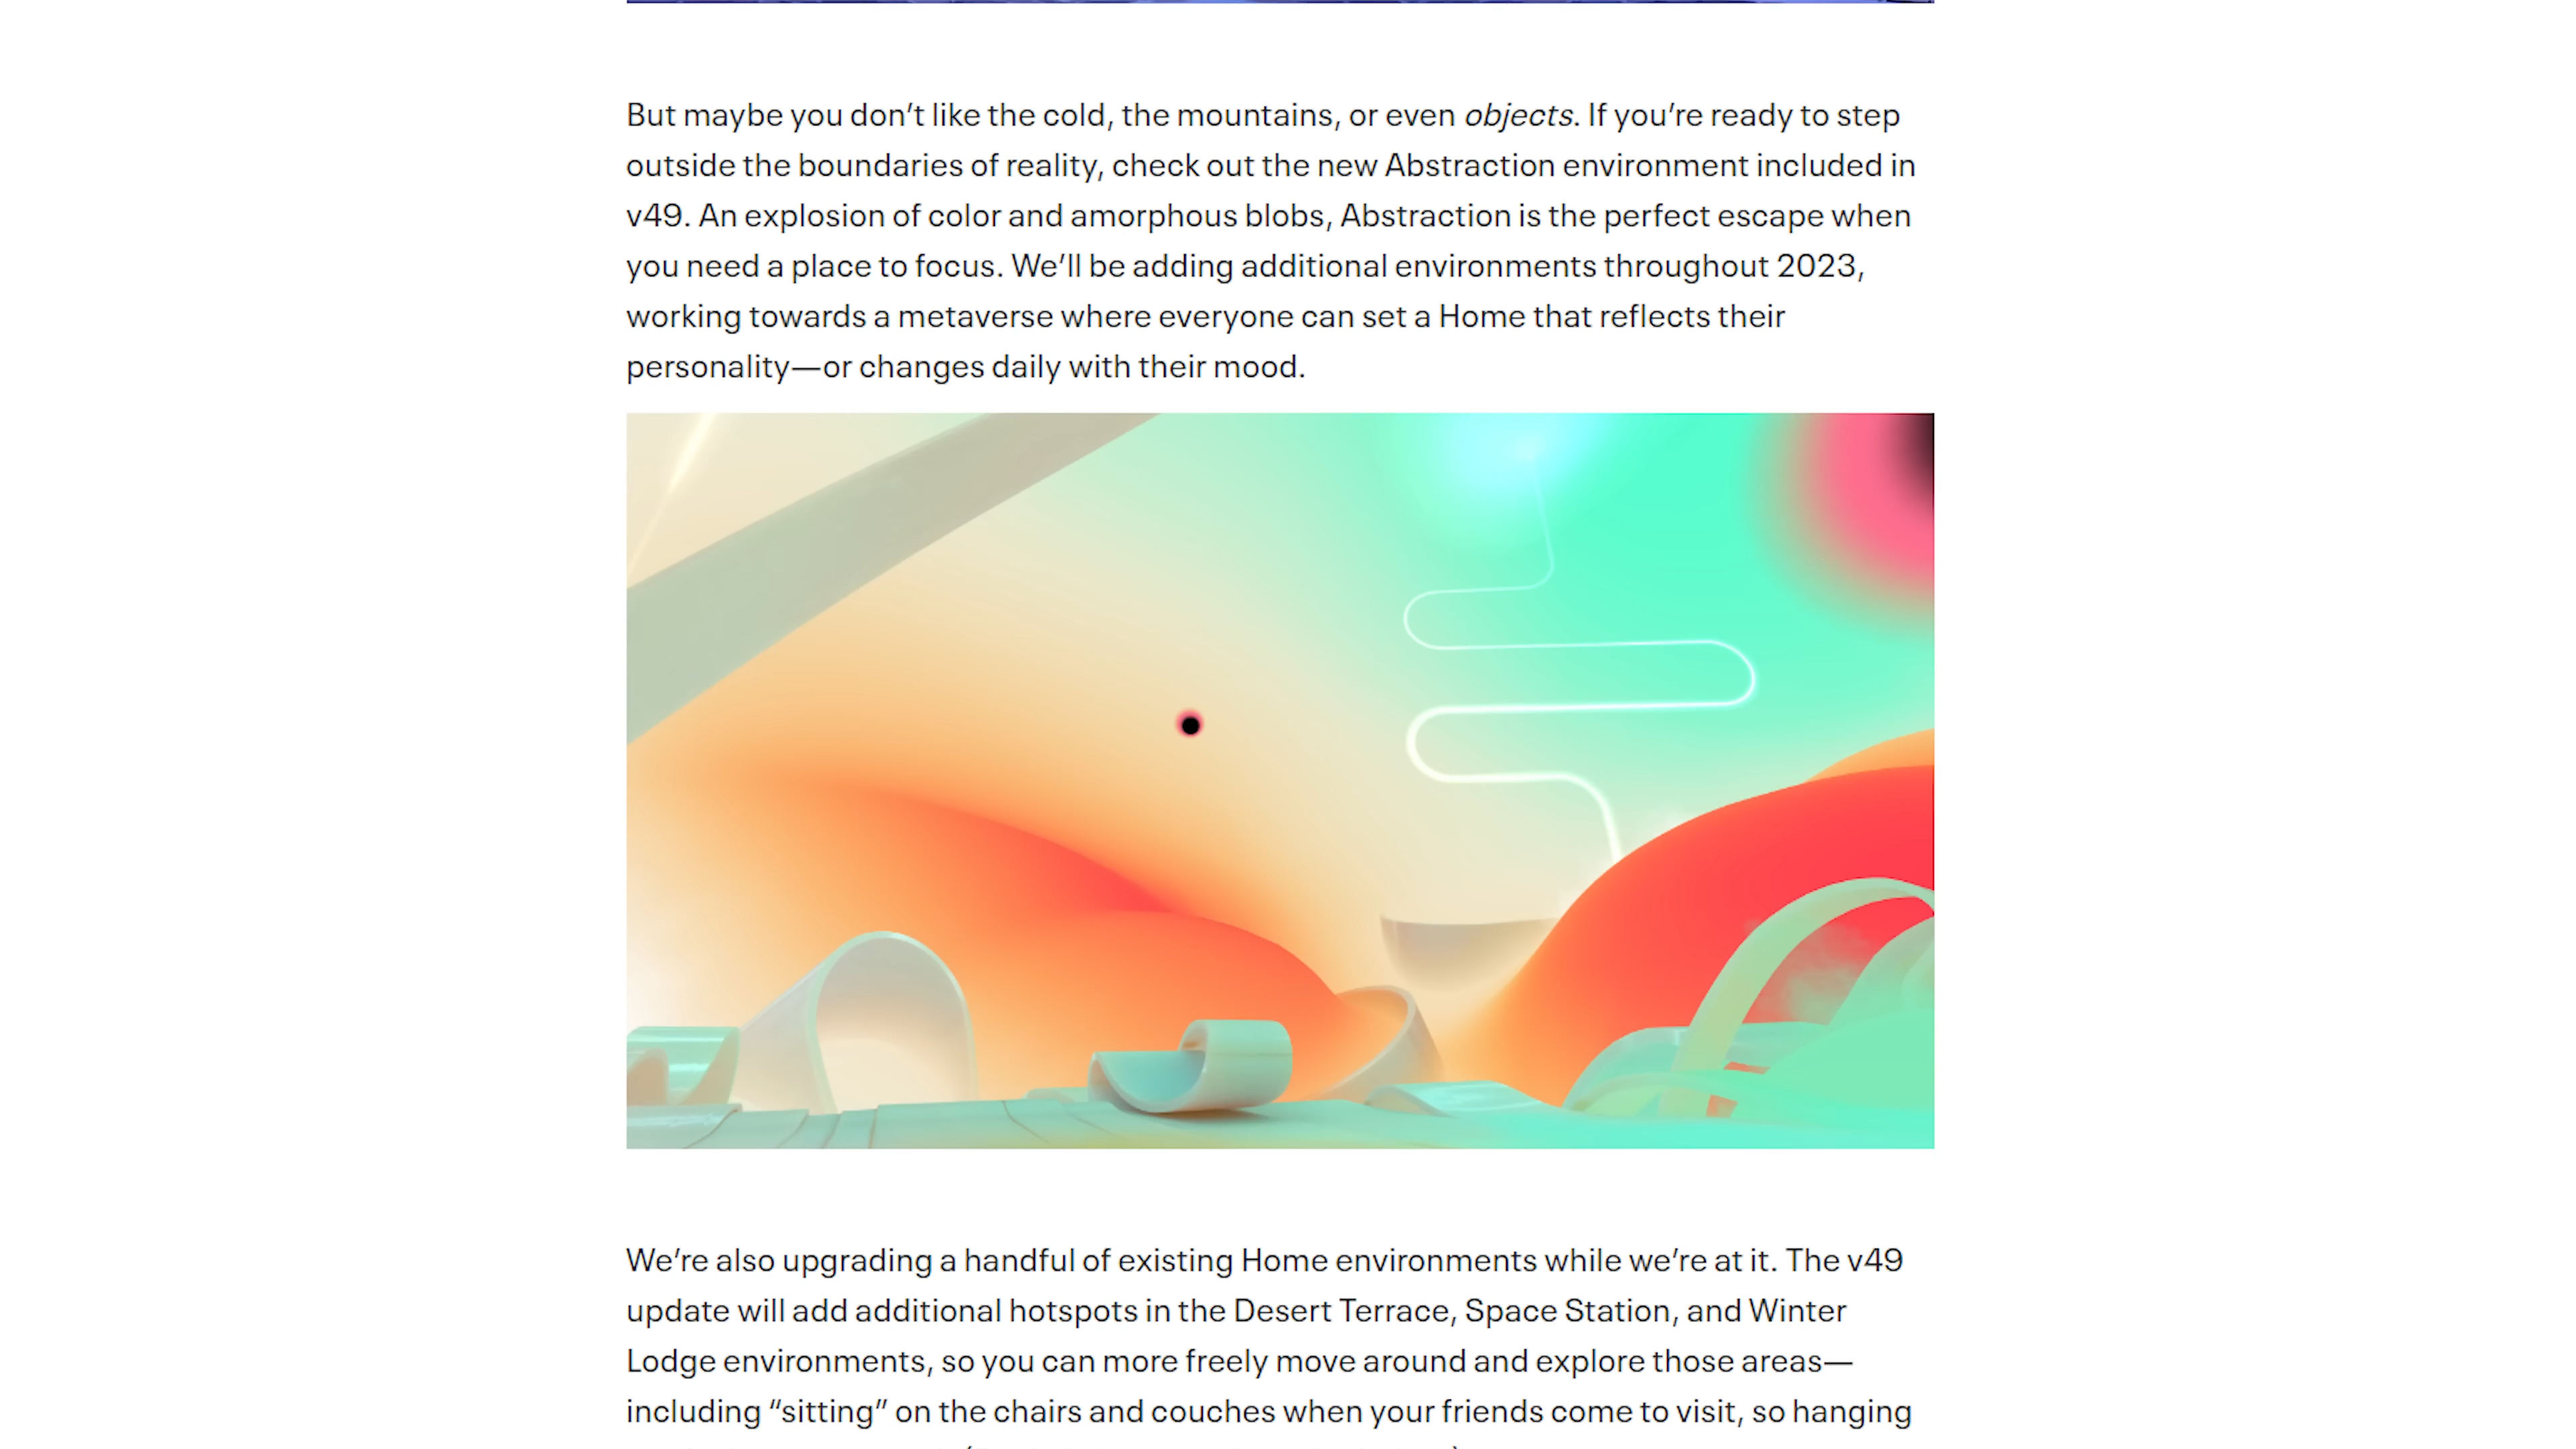 But maybe you don’t like the cold, the mountains, or even objects. If you’re ready to step
outside the boundaries of reality, check out the new Abstraction environment included in
v49. An explosion of color and amorphous blobs, Abstraction is the perfect escape when
you need a place to focus. We’ll be adding additional environments throughout 2023,
working towards a metaverse where everyone can set a Home that reflects their
personality—or changes daily with their mood.
We’re also upgrading a handful of existing Home environments while we’re at it. The v49
update will add additional hotspots in the Desert Terrace, Space Station, and Winter
Lodge environments, so you can more freely move around and explore those areas—
including “sitting” on the chairs and couches when your friends come to visit, so hanging